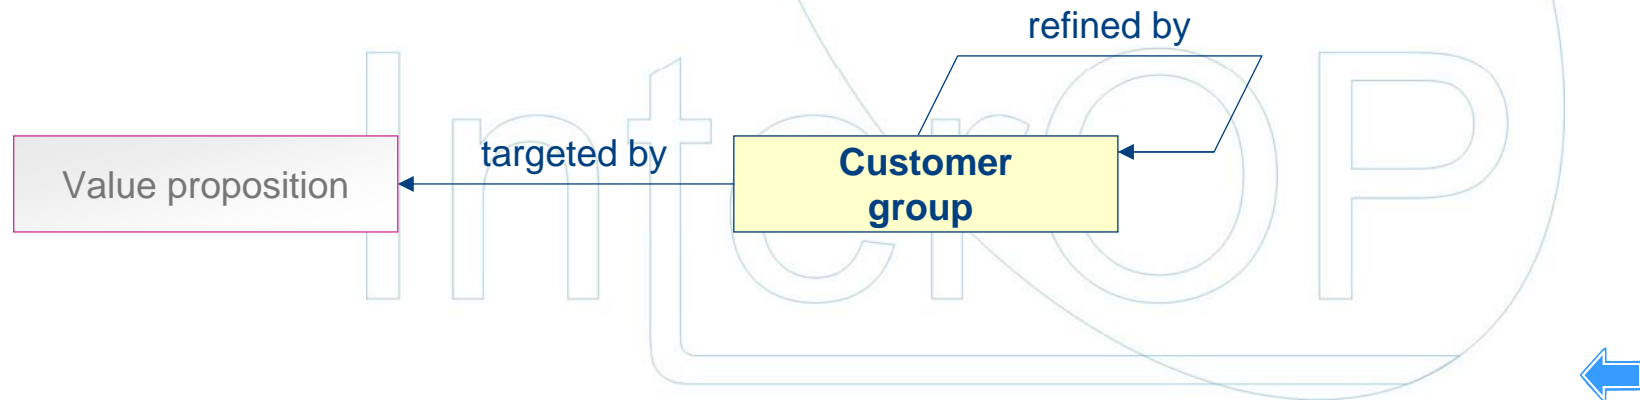 refined by
targeted by
Value proposition
Customer
group
InterOP